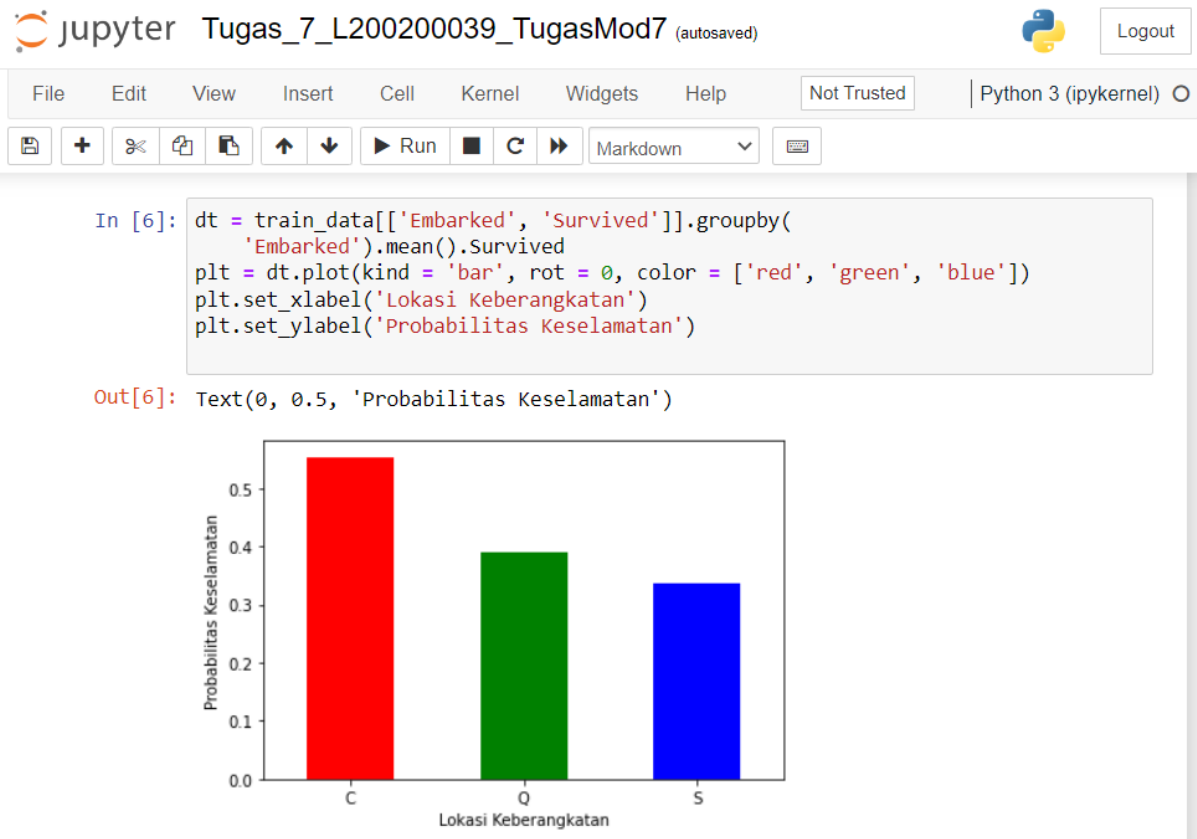 jupyter Tugas_7_L200200039_TugasMod7 (autosaved)
Logout
File Edit View Insert Cell Kernel Widgets Help Not Trusted Python 3 (ipykernel)
Run Markdown
In [6]: dt = train_data[['Embarked', 'Survived']].groupby(
'Embarked').mean().Survived
plt = dt.plot(kind = 'bar', rot = 0, color = ['red', 'green', 'blue'])
plt.set_xlabel('Lokasi Keberangkatan')
plt.set_ylabel('Probabilitas Keselamatan')
Out[6]: Text(0, 0.5, 'Probabilitas Keselamatan')
Probabilitas Keselamatan
0.5
0.4
0.3
0.2
0.1
0.0
C Q S
Lokasi Keberangkatan